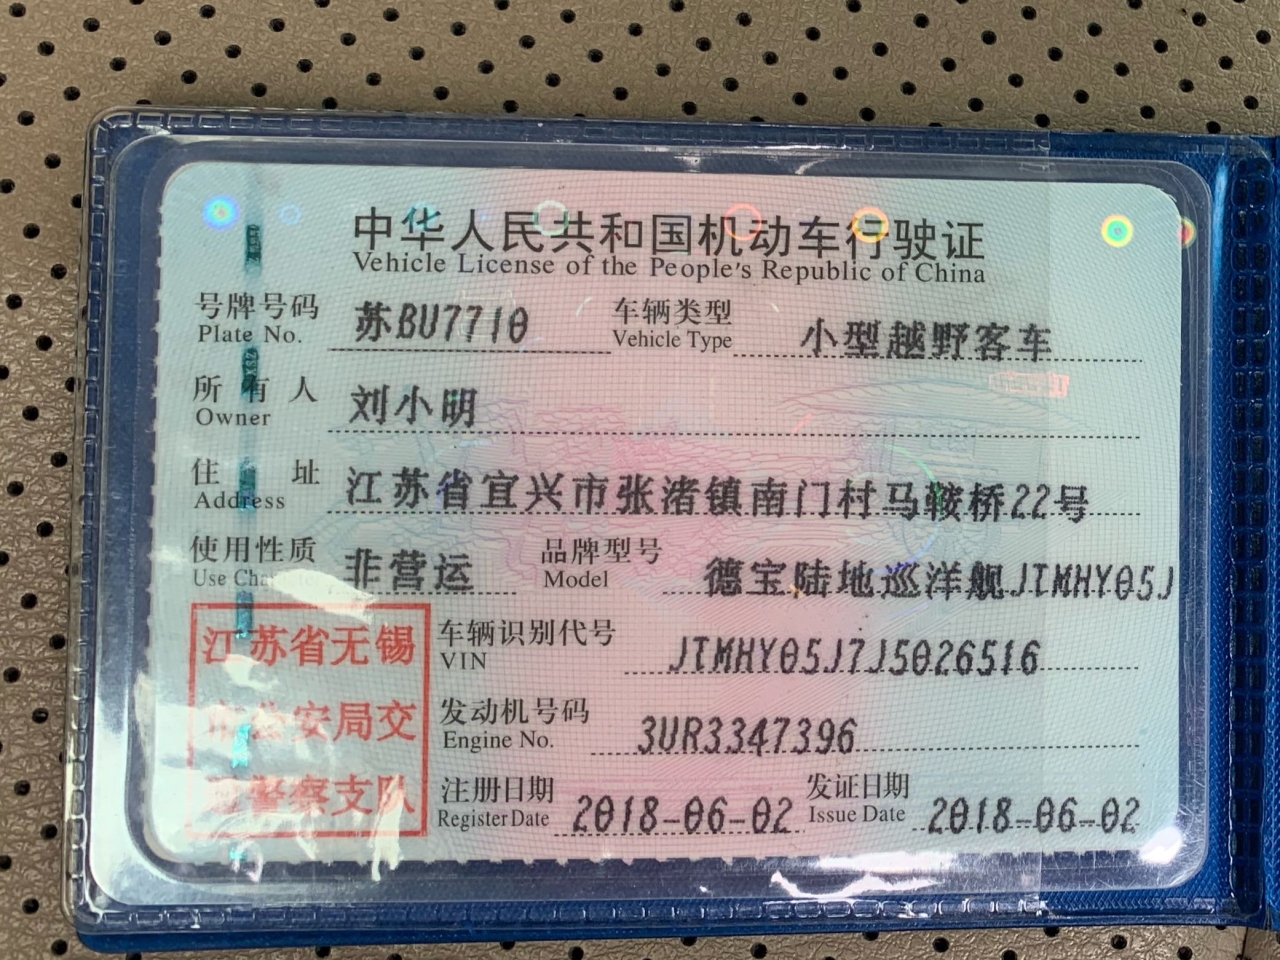 中华人民共和国机动车行驶证
Vehicle License of the People's Republic of China
号牌号码 苏BU7710 车辆类型 小型越野客车
Plate No. Vehicle Type
所有人 刘小明
Owner
住址 江苏省宜兴市张渚镇南门村马鞍桥22号
Address
使用性质 非营运 品牌型号 德宝陆地巡洋舰JTMHY05J
Use Model
江苏省无锡
市公安局交
通警察支队
车辆识别代号 JTMHY05J7J5026516
VIN
发动机号码 3UR3347396
Engine No.
注册日期 2018-06-02 发证日期 2018-06-02
Register Date Issue Date